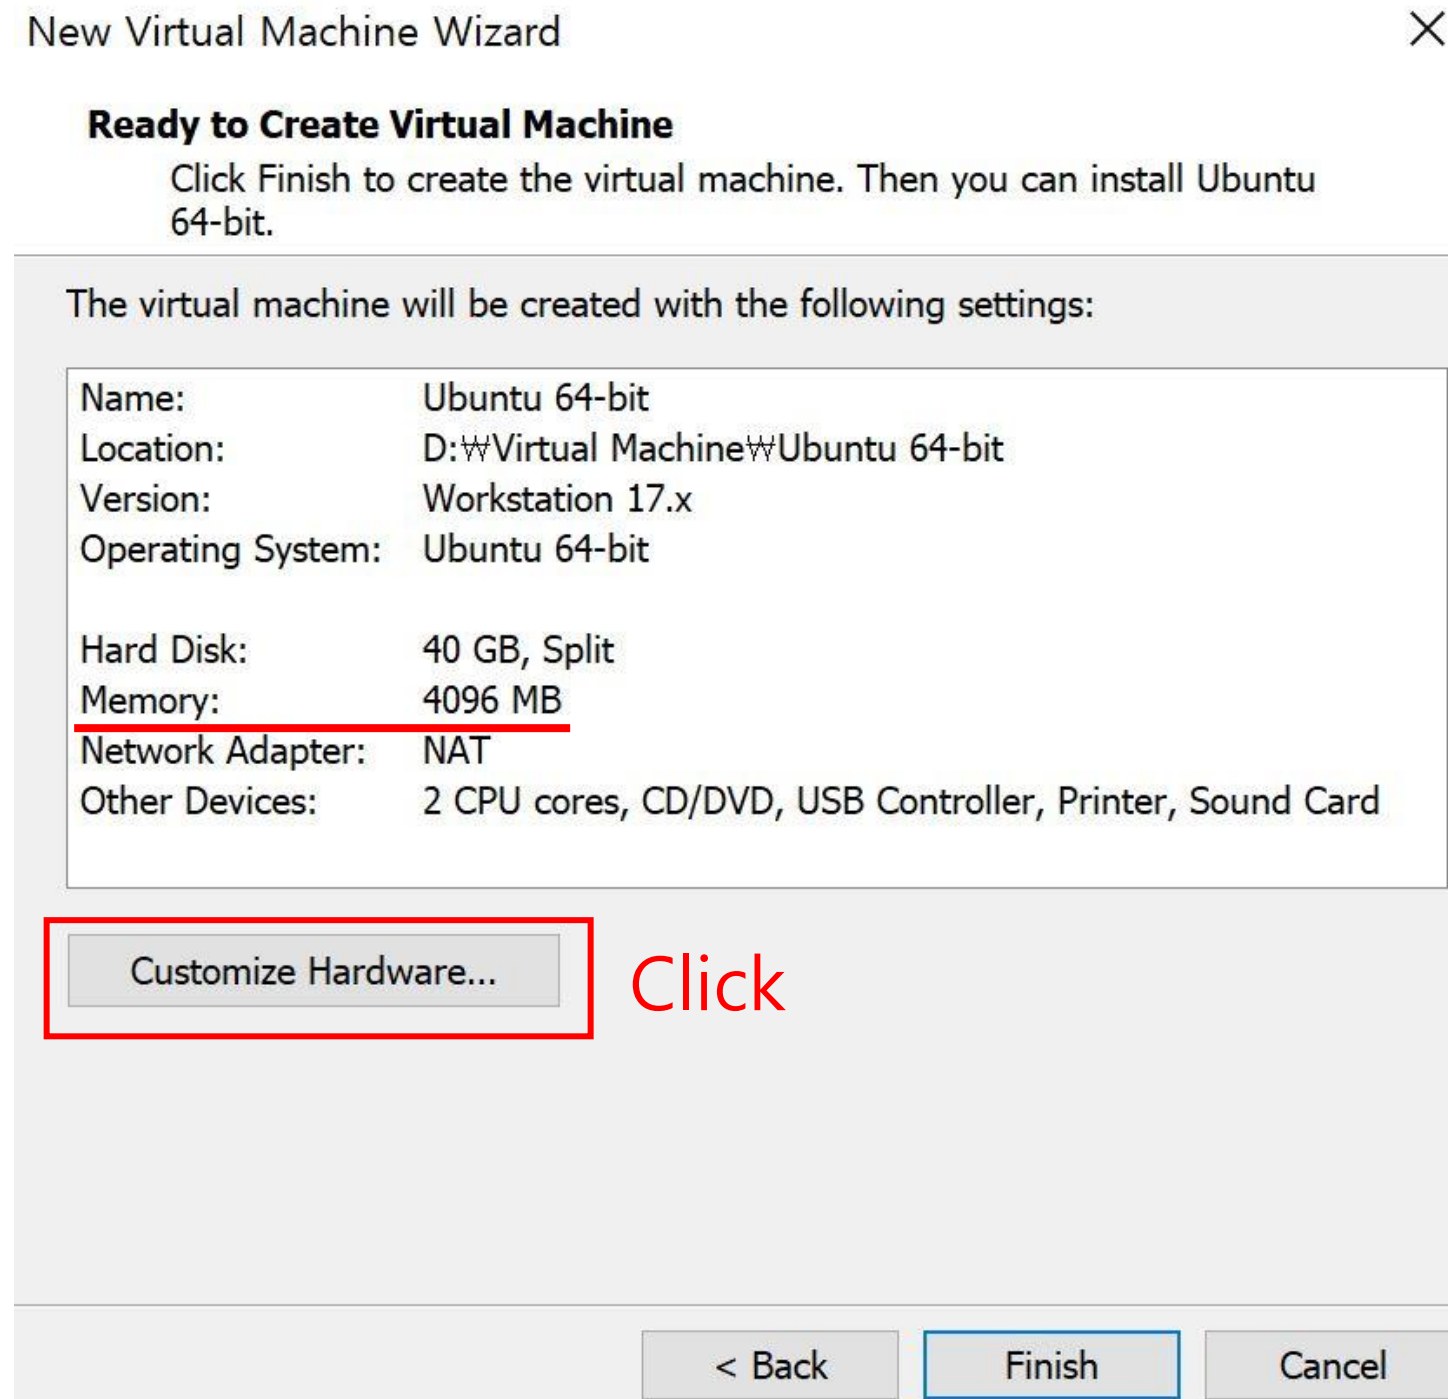 New Virtual Machine Wizard
Ready to Create Virtual Machine
Click Finish to create the virtual machine. Then you can install Ubuntu
64-bit.
The virtual machine will be created with the following settings:
Name: Ubuntu 64-bit
Location: D:₩Virtual Machine₩Ubuntu 64-bit
Version: Workstation 17.x
Operating System: Ubuntu 64-bit
Hard Disk: 40 GB, Split
Memory: 4096 MB
Network Adapter: NAT
Other Devices: 2 CPU cores, CD/DVD, USB Controller, Printer, Sound Card
Customize Hardware... Click
< Back Finish Cancel